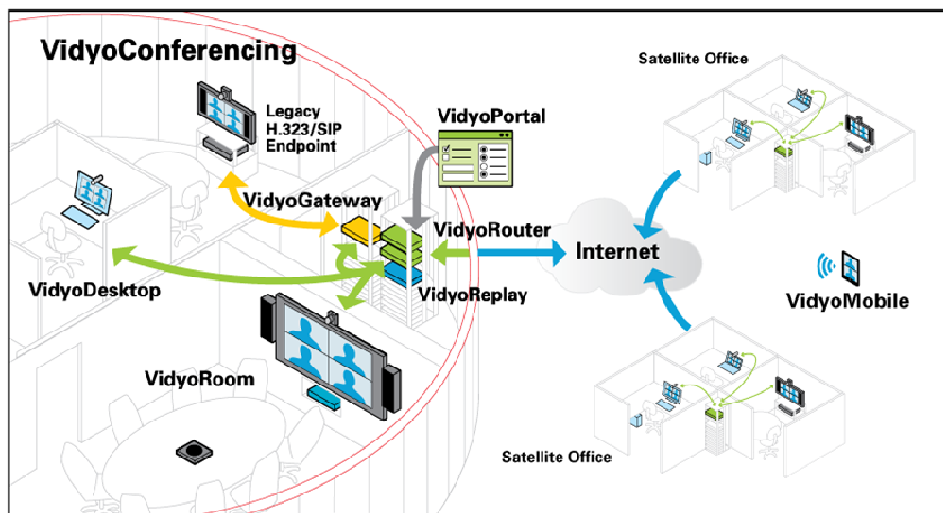 VidyoConferencing
Satellite Office
Legacy
H.323/SIP
Endpoint
VidyoPortal
VidyoGateway
VidyoRouter
Internet
VidyoDesktop
VidyoReplay
VidyoMobile
VidyoRoom
Satellite Office